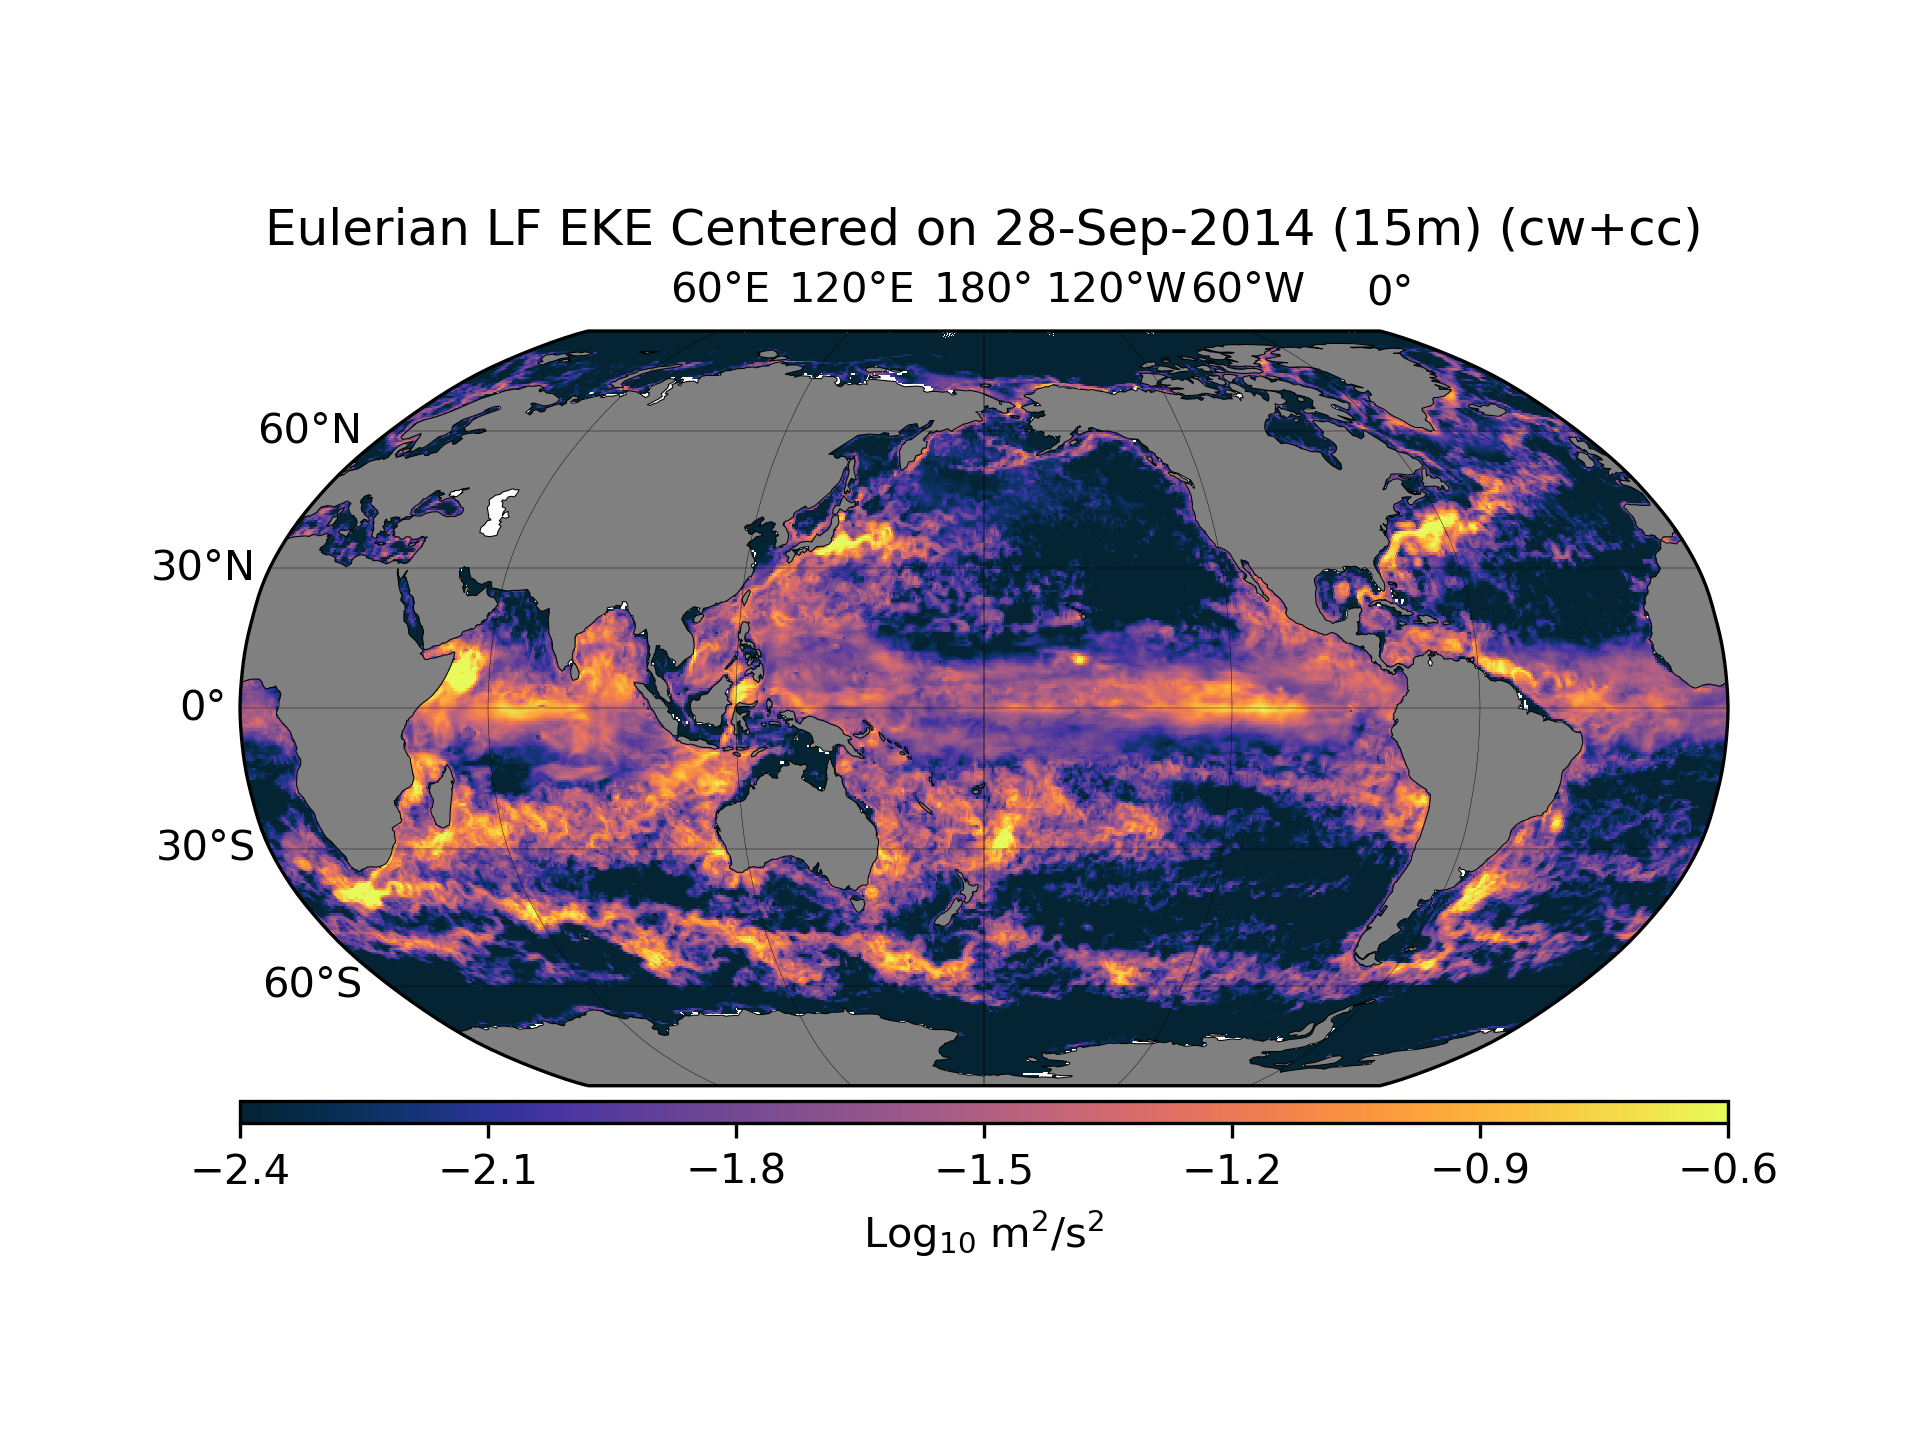 Eulerian LF EKE Centered on 28-Sep-2014 (15m) (cw+cc)
60°E 120°E 180° 120°W 60°W 0°
60°N
30°N
0°
30°S
60°S
−2.4 −2.1 −1.8 −1.5 −1.2 −0.9 −0.6
Log₁₀ m²/s²